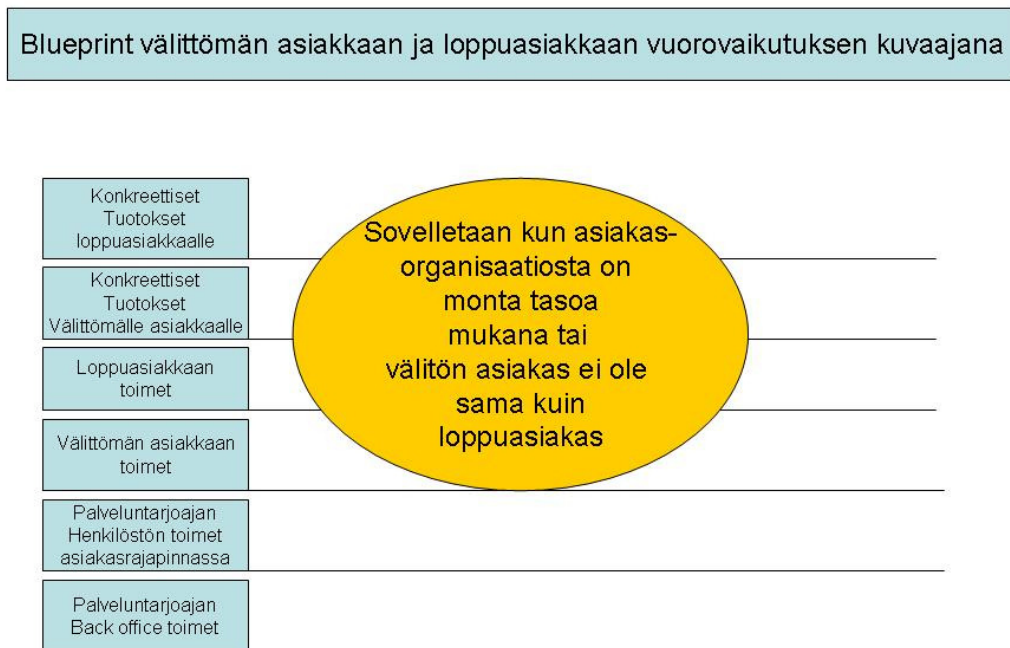 Blueprint välittömän asiakkaan ja loppuasiakkaan vuorovaikutuksen kuvaajana
Konkreettiset
Tuotokset
loppuasiakkaalle
Konkreettiset
Tuotokset
Välittömälle asiakkaalle
Loppuasiakkaan
toimet
Välittömän asiakkaan
toimet
Palveluntarjoajan
Henkilöstön toimet
asiakasrajapinnassa
Palveluntarjoajan
Back office toimet
Sovelletaan kun asiakas-
organisaatiosta on
monta tasoa
mukana tai
välitön asiakas ei ole
sama kuin
loppuasiakas